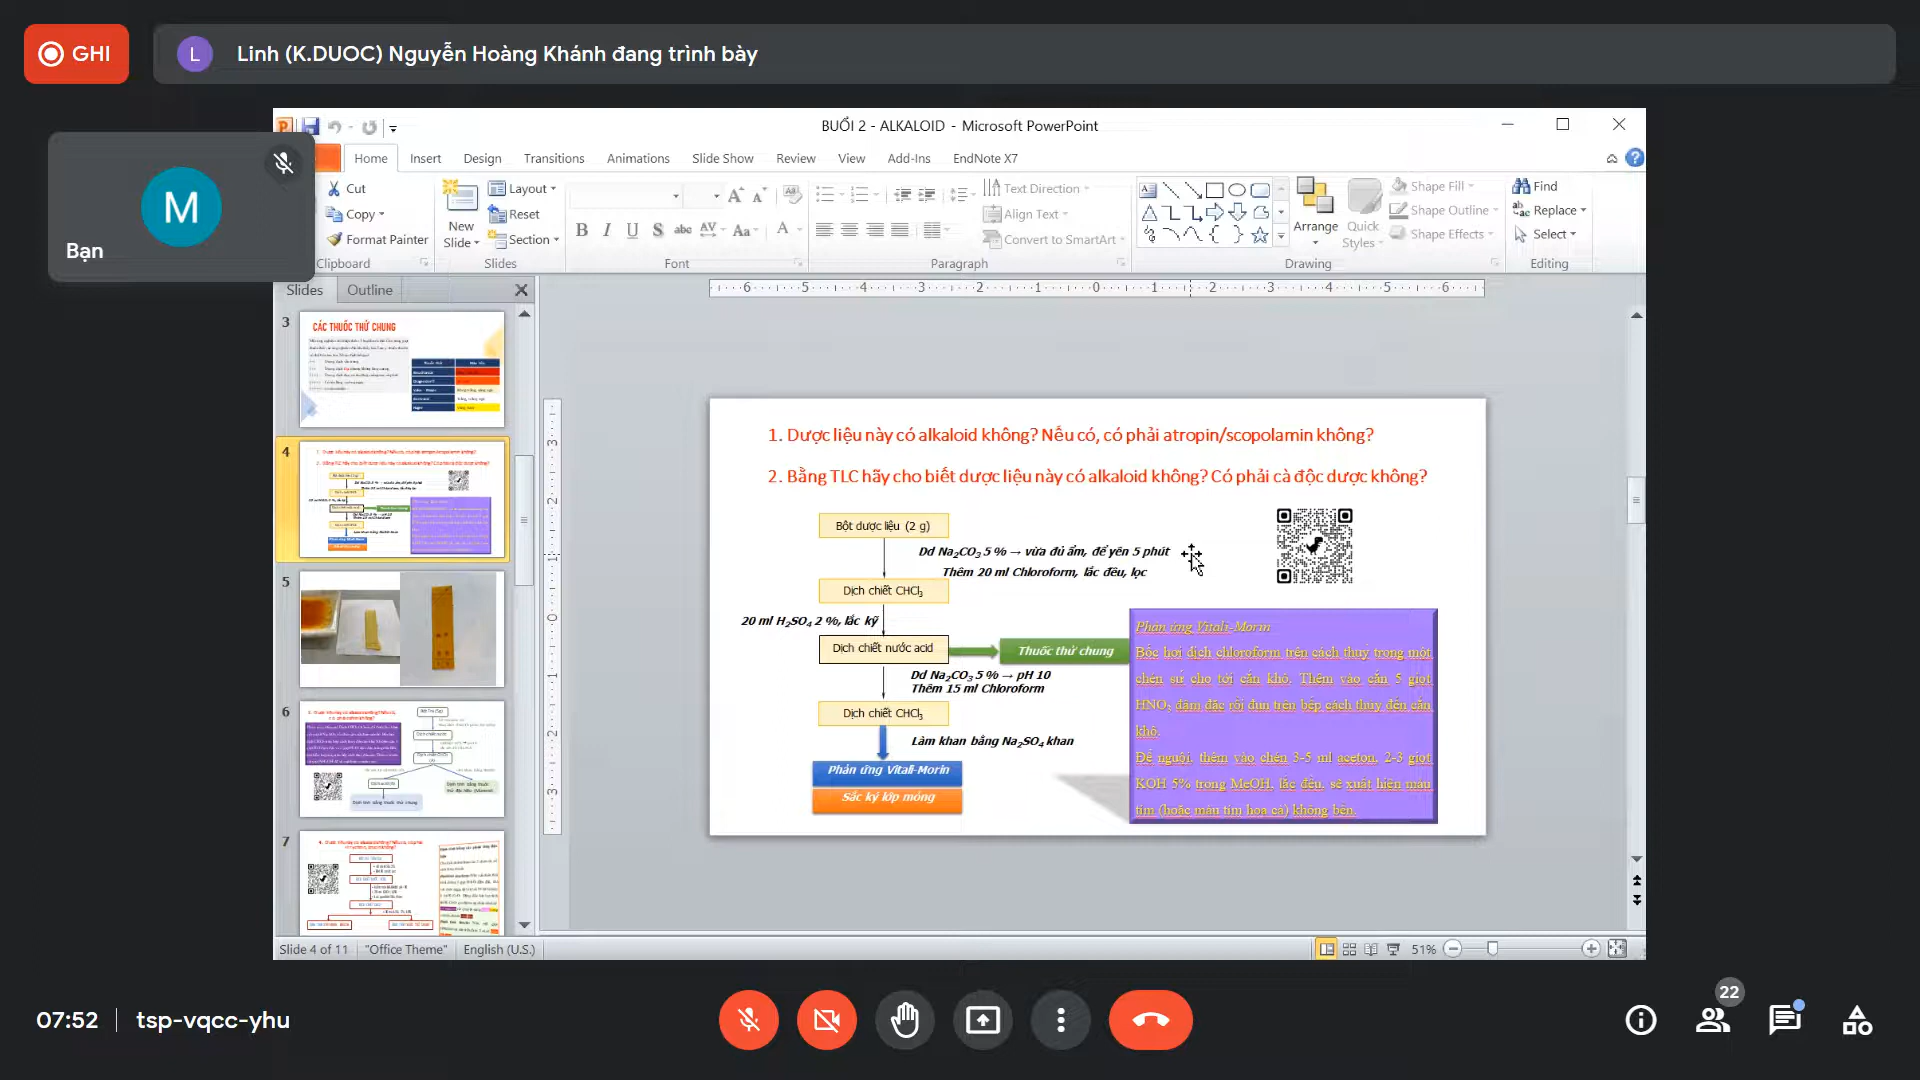 GHI
L
Linh (K.DUOC) Nguyễn Hoàng Khánh đang trình bày
M
Bạn
BUỔI 2 - ALKALOID - Microsoft PowerPoint
Home Insert Design Transitions Animations Slide Show Review View Add-Ins EndNote X7
Cut
Copy
Format Painter
Clipboard
New Slide
Layout
Reset
Section
Slides
Font
Text Direction
Align Text
Convert to SmartArt
Paragraph
Arrange
Quick Styles
Shape Fill
Shape Outline
Shape Effects
Drawing
Find
Replace
Select
Editing
Slides Outline
3
CÁC THUỐC THỬ CHUNG
4
5
6
7
1. Dược liệu này có alkaloid không? Nếu có, có phải atropin/scopolamin không?
2. Bằng TLC hãy cho biết dược liệu này có alkaloid không? Có phải cà độc dược không?
Bột dược liệu (2 g)
Dd Na2CO3 5 % → vừa đủ ẩm, để yên 5 phút
Thêm 20 ml Chloroform, lắc đều, lọc
Dịch chiết CHCl3
20 ml H2SO4 2 %, lắc kỹ
Dịch chiết nước acid
Thuốc thử chung
Dd Na2CO3 5 % → pH 10
Thêm 15 ml Chloroform
Dịch chiết CHCl3
Làm khan bằng Na2SO4 khan
Phản ứng Vitali-Morin
Sắc ký lớp mỏng
Phản ứng Vitali-Morin
Bốc hơi dịch chloroform trên cách thuỷ trong một
chén sứ cho tới cắn khô. Thêm vào cắn 5 giọt
HNO3 đậm đặc rồi đun trên bếp cách thuỷ đến cắn
khô.
Để nguội, thêm vào chén 3-5 ml aceton, 2-3 giọt
KOH 5% trong MeOH, lắc đều, sẽ xuất hiện màu
tím (hoặc màu tím hoa cà) không bền.
Slide 4 of 11 "Office Theme" English (U.S.) 51%
07:52 tsp-vqcc-yhu
22